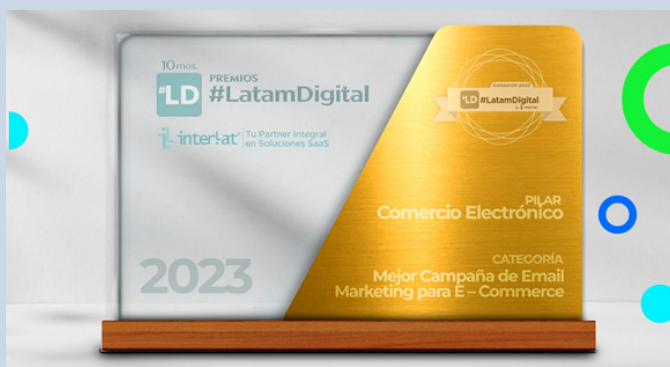 10mos.
PREMIOS
#LD #LatamDigital
interlat
Tu Partner Integral
en Soluciones SaaS
2023
GANADOR 2023
#LD #LatamDigital
PILAR
Comercio Electrónico
CATEGORÍA
Mejor Campaña de Email
Marketing para E – Commerce